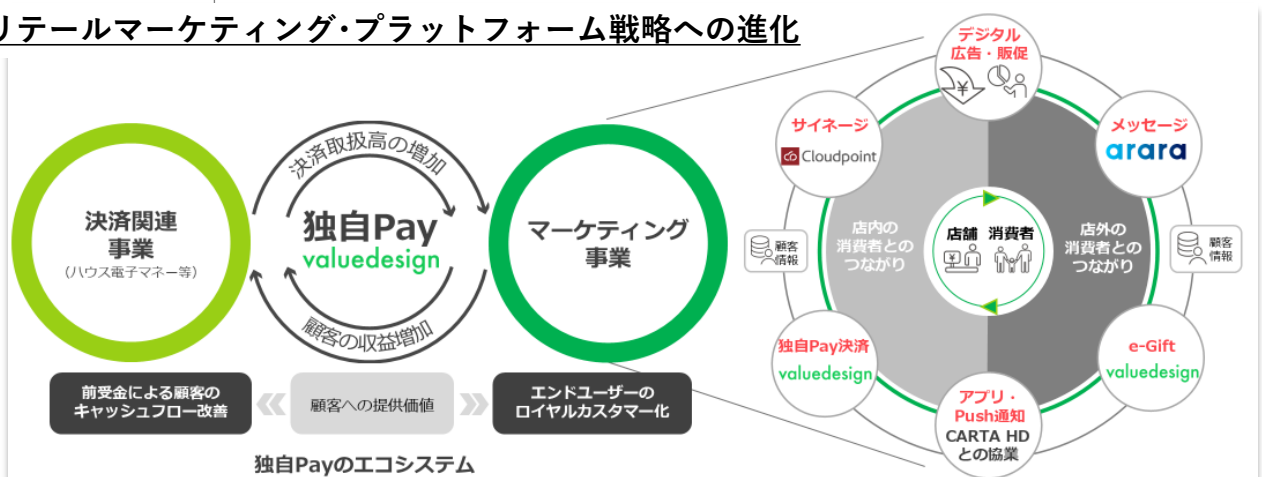 リテールマーケティング・プラットフォーム戦略への進化
決済関連
事業
（ハウス電子マネー等）
決済取扱高の増加
独自Pay
valuedesign
顧客の収益増加
マーケティング
事業
前受金による顧客の
キャッシュフロー改善
顧客への提供価値
エンドユーザーの
ロイヤルカスタマー化
独自Payのエコシステム
デジタル
広告・販促
¥
サイネージ
Cloudpoint
メッセージ
arara
顧客
情報
店内の
消費者との
つながり
店舗 消費者
¥
店外の
消費者との
つながり
顧客
情報
独自Pay決済
valuedesign
e-Gift
valuedesign
アプリ・
Push通知
CARTA HD
との協業